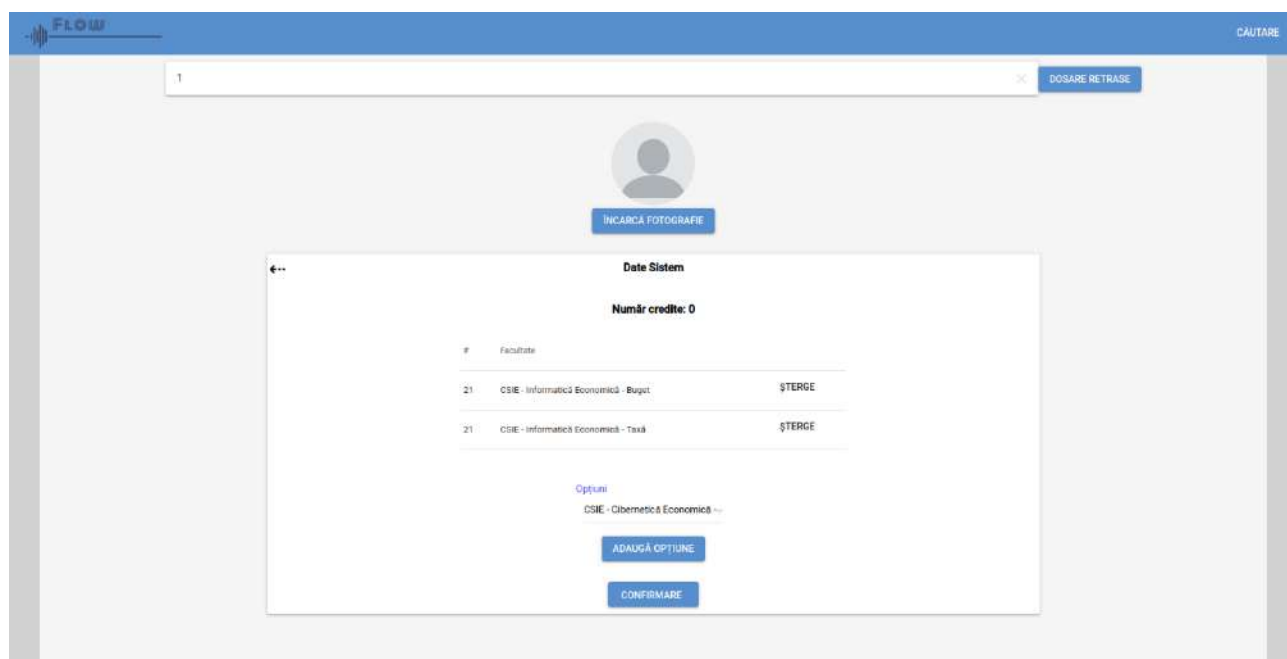 FLOW
CĂUTARE
1
DOSARE RETRASE
ÎNCARCĂ FOTOGRAFIE
Date Sistem
Număr credite: 0
# Facultate
21 CSIE - Informatică Economică - Buget ȘTERGE
21 CSIE - Informatică Economică - Taxă ȘTERGE
Opțiuni
CSIE - Cibernetică Economică -
ADAUGĂ OPȚIUNE
CONFIRMARE